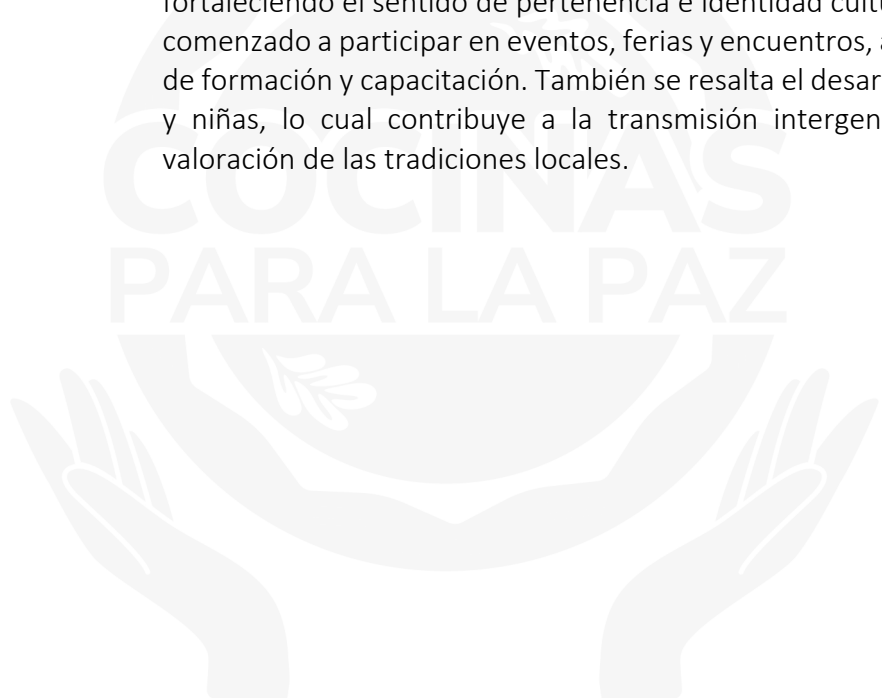 fortaleciendo el sentido de pertenencia e identidad
comenzado a participar en eventos, ferias y encuentros,
de formación y capacitación. También se resalta el
y niñas, lo cual contribuye a la transmisión
valoración de las tradiciones locales.
COCINAS
PARA LA PAZ